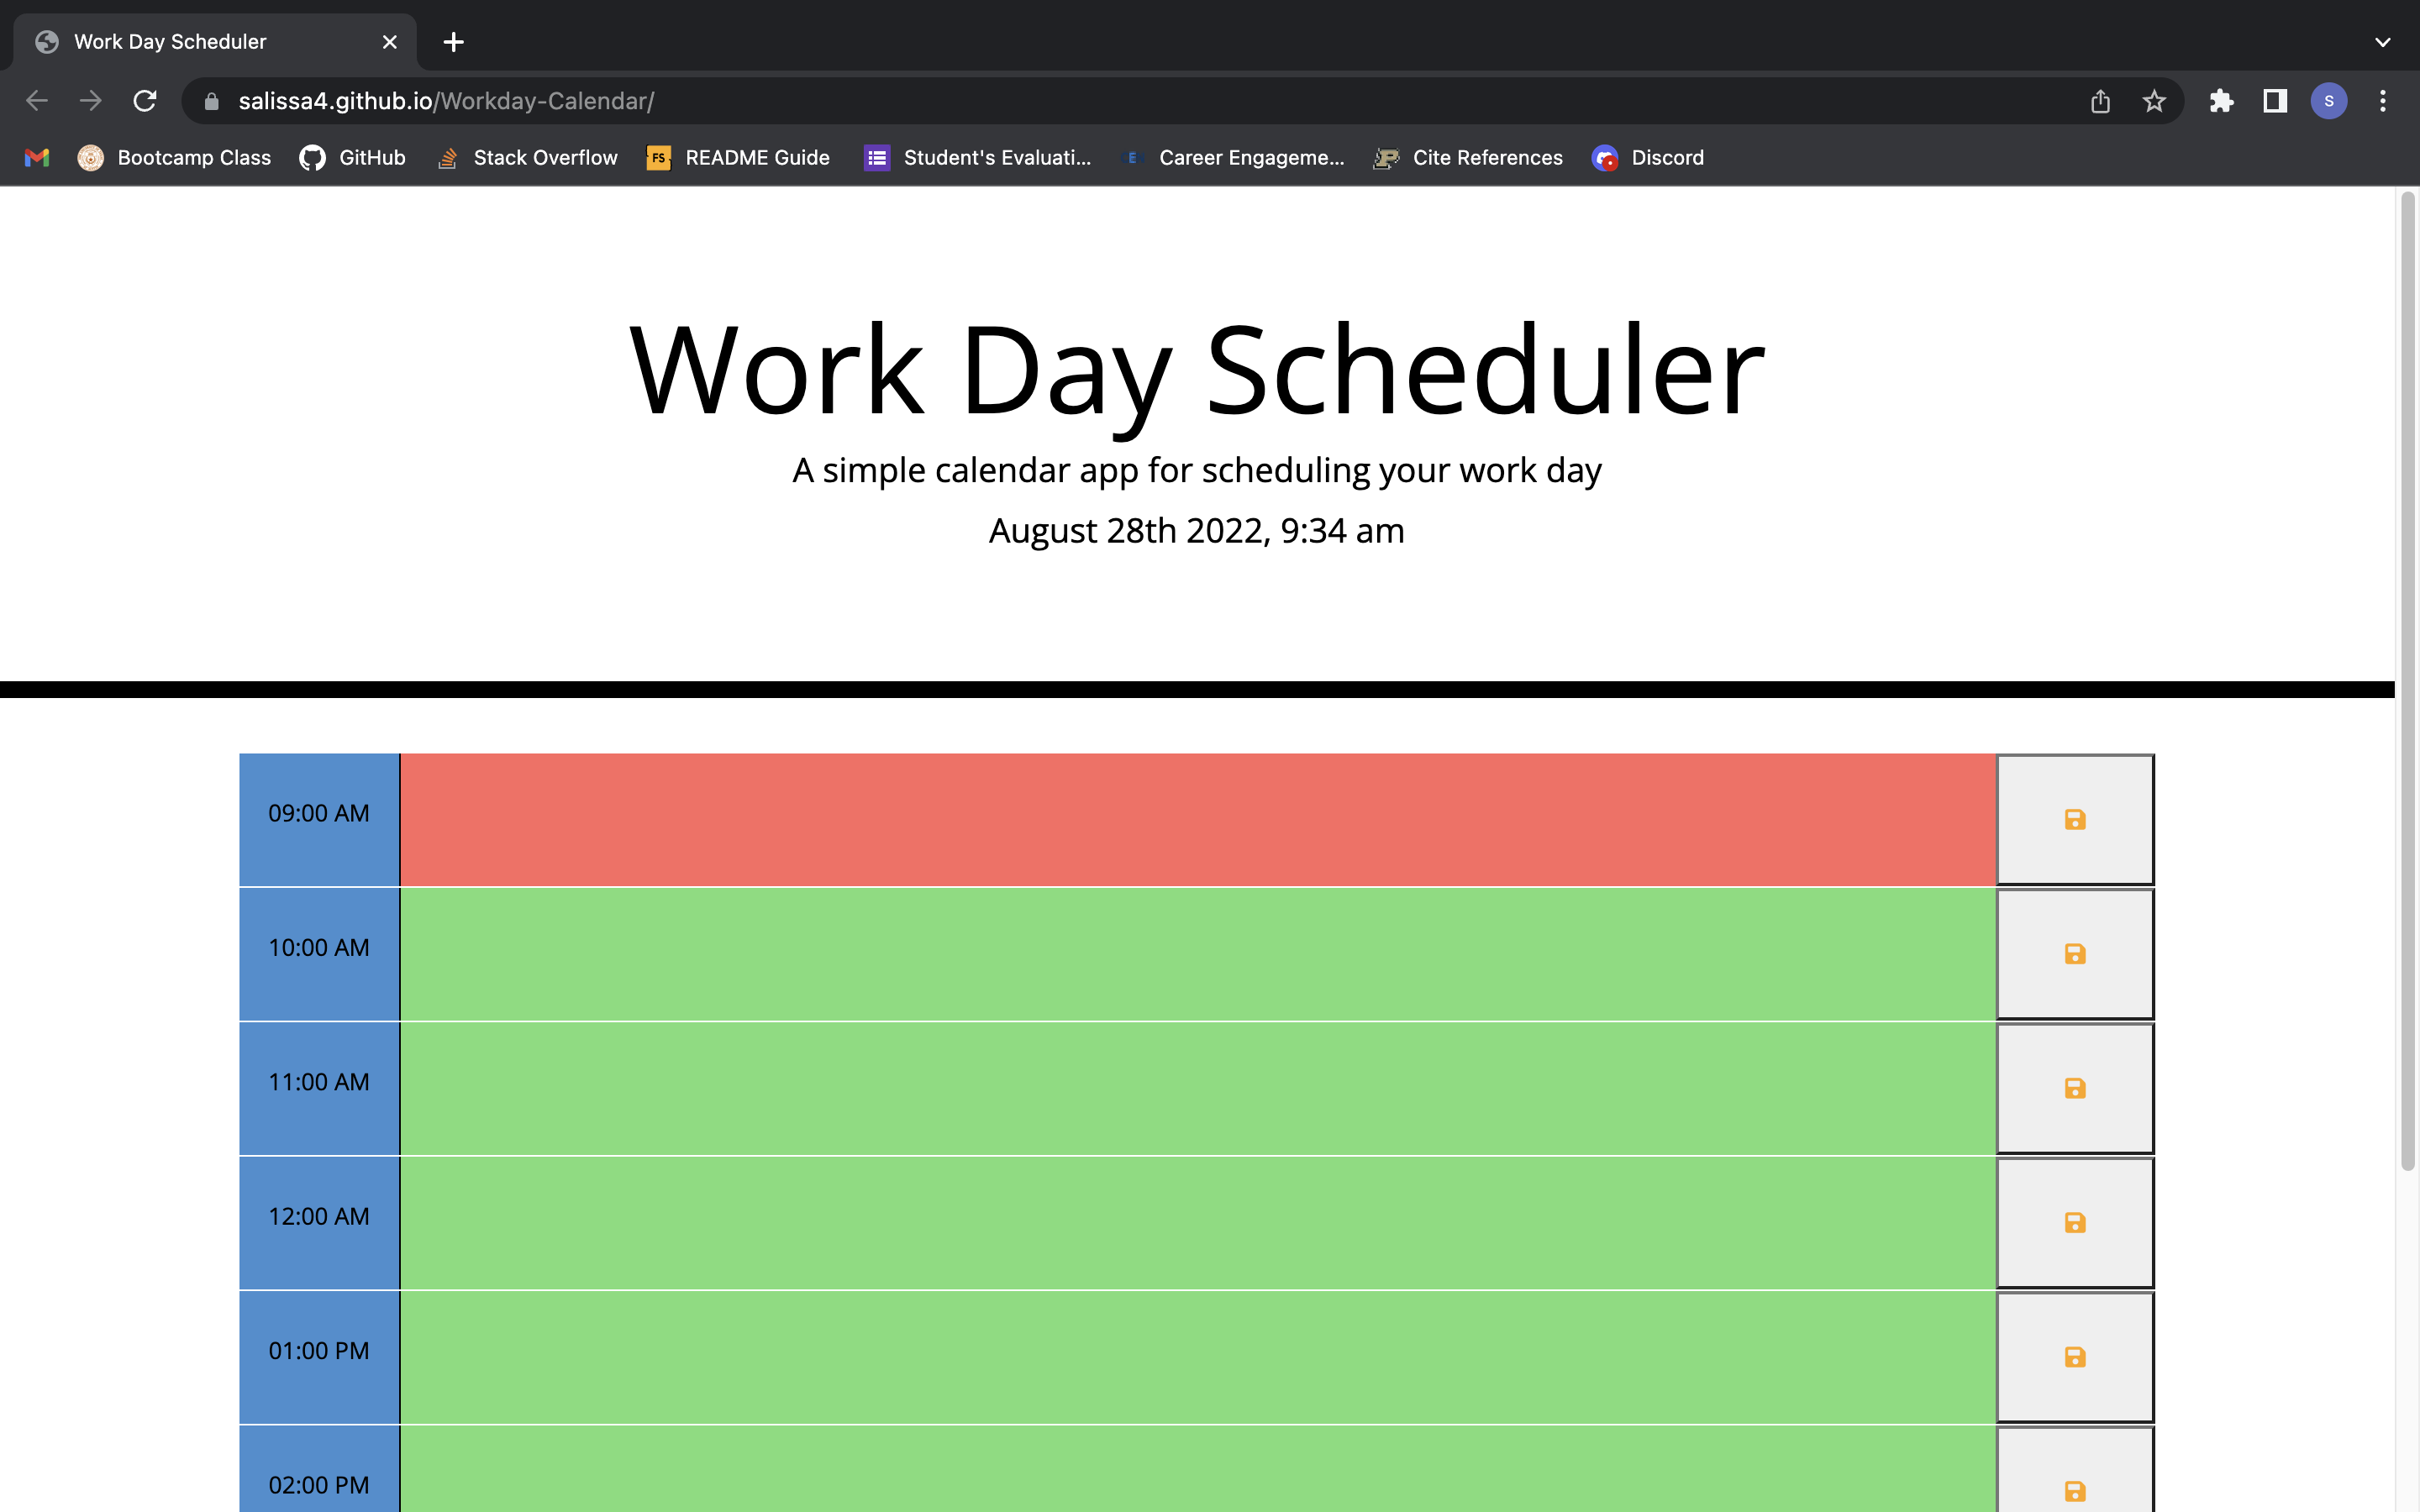 Work Day Scheduler
salissa4.github.io/Workday-Calendar/
S
Bootcamp Class GitHub Stack Overflow FS README Guide Student's Evaluati... E Career Engageme... P Cite References Discord
Work Day Scheduler
A simple calendar app for scheduling your work day
August 28th 2022, 9:34 am
09:00 AM
10:00 AM
11:00 AM
12:00 AM
01:00 PM
02:00 PM